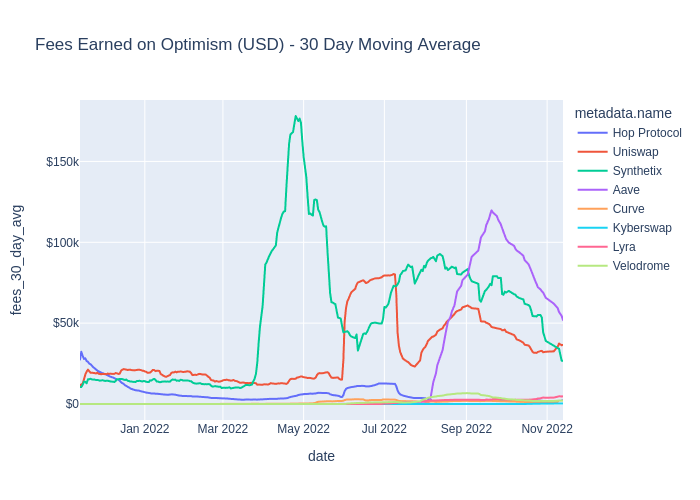 Fees Earned on Optimism (USD) - 30 Day Moving Average
metadata.name
Hop Protocol
Uniswap
Synthetix
Aave
Curve
Kyberswap
Lyra
Velodrome
fees_30_day_avg
$150k
$100k
$50k
$0
Jan 2022
Mar 2022
May 2022
Jul 2022
Sep 2022
Nov 2022
date